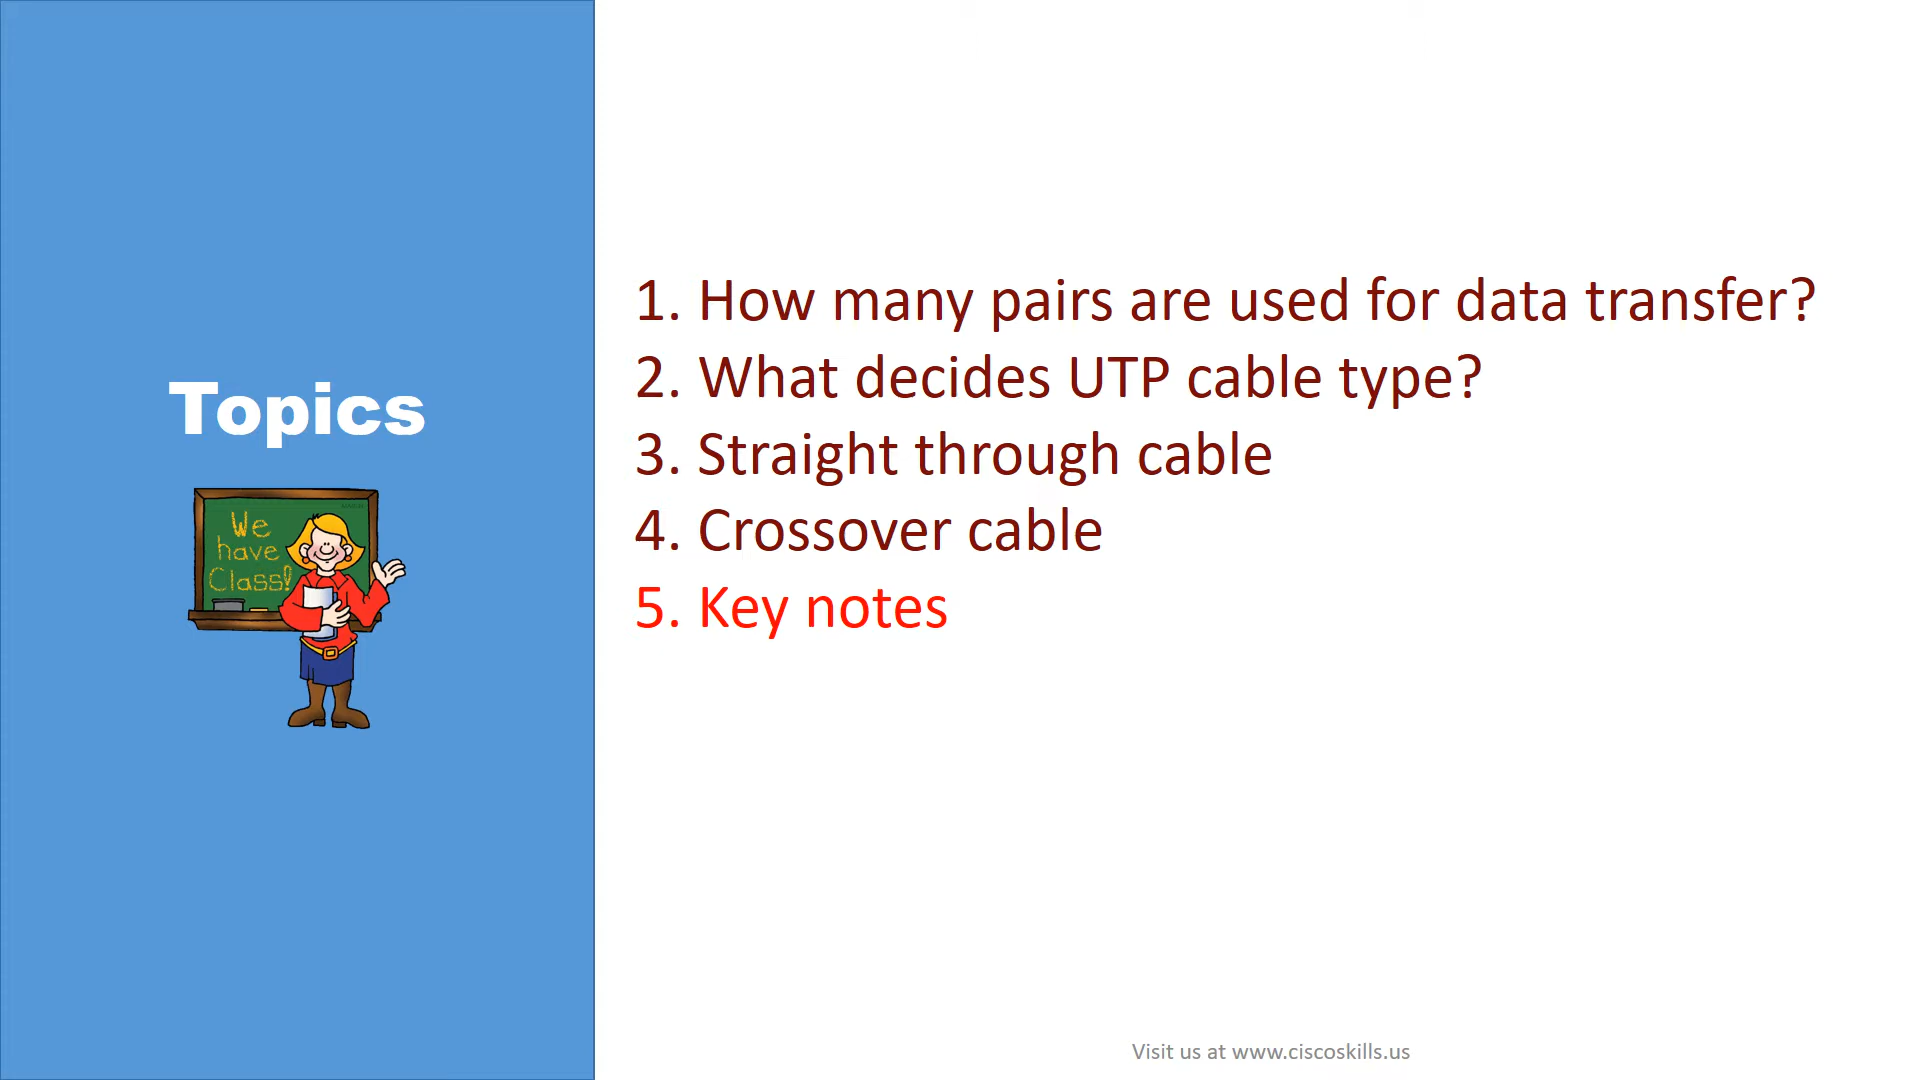 Topics
We
have
Class!
1. How many pairs are used for data transfer?
2. What decides UTP cable type?
3. Straight through cable
4. Crossover cable
5. Key notes
Visit us at www.ciscoskills.us